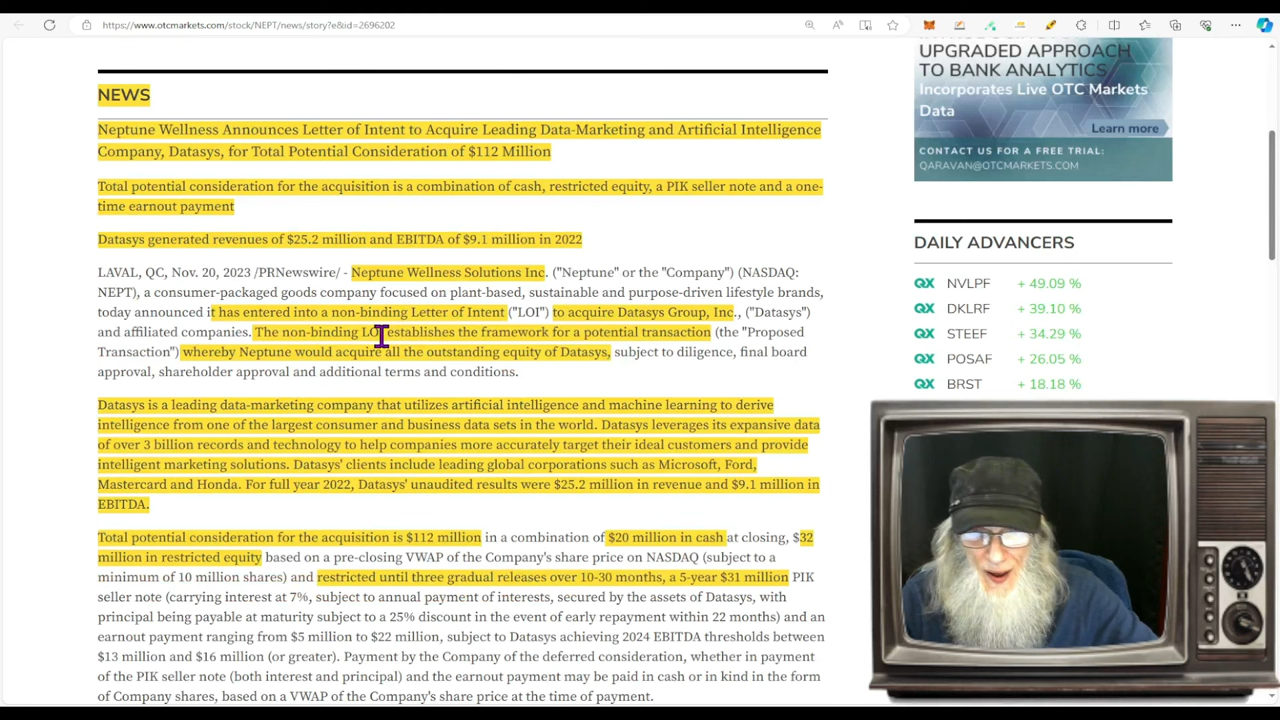 https://www.otcmarkets.com/stock/NEPT/news/story?e&id=2696202
NEWS
Neptune Wellness Announces Letter of Intent to Acquire Leading Data-Marketing and Artificial Intelligence
Company, Datasys, for Total Potential Consideration of $112 Million
Total potential consideration for the acquisition is a combination of cash, restricted equity, a PIK seller note and a one-
time earnout payment
Datasys generated revenues of $25.2 million and EBITDA of $9.1 million in 2022
LAVAL, QC, Nov. 20, 2023 /PRNewswire/ - Neptune Wellness Solutions Inc. ("Neptune" or the "Company") (NASDAQ:
NEPT), a consumer-packaged goods company focused on plant-based, sustainable and purpose-driven lifestyle brands,
today announced it has entered into a non-binding Letter of Intent ("LOI") to acquire Datasys Group, Inc., ("Datasys")
and affiliated companies. The non-binding LOI establishes the framework for a potential transaction (the "Proposed
Transaction") whereby Neptune would acquire all the outstanding equity of Datasys, subject to diligence, final board
approval, shareholder approval and additional terms and conditions.
Datasys is a leading data-marketing company that utilizes artificial intelligence and machine learning to derive
intelligence from one of the largest consumer and business data sets in the world. Datasys leverages its expansive data
of over 3 billion records and technology to help companies more accurately target their ideal customers and provide
intelligent marketing solutions. Datasys' clients include leading global corporations such as Microsoft, Ford,
Mastercard and Honda. For full year 2022, Datasys' unaudited results were $25.2 million in revenue and $9.1 million in
EBITDA.
Total potential consideration for the acquisition is $112 million in a combination of $20 million in cash at closing, $32
million in restricted equity based on a pre-closing VWAP of the Company's share price on NASDAQ (subject to a
minimum of 10 million shares) and restricted until three gradual releases over 10-30 months, a 5-year $31 million PIK
seller note (carrying interest at 7%, subject to annual payment of interests, secured by the assets of Datasys, with
principal being payable at maturity subject to a 25% discount in the event of early repayment within 22 months) and an
earnout payment ranging from $5 million to $22 million, subject to Datasys achieving 2024 EBITDA thresholds between
$13 million and $16 million (or greater). Payment by the Company of the deferred consideration, whether in payment
of the PIK seller note (both interest and principal) and the earnout payment may be paid in cash or in kind in the form
of Company shares, based on a VWAP of the Company's share price at the time of payment.
UPGRADED APPROACH
TO BANK ANALYTICS
Incorporates Live OTC Markets
Data
Learn more
CONTACT US FOR A FREE TRIAL:
QARAVAN@OTCMARKETS.COM
DAILY ADVANCERS
QX NVLPF + 49.09 %
QX DKLRF + 39.10 %
QX STEEF + 34.29 %
QX POSAF + 26.05 %
QX BRST + 18.18 %